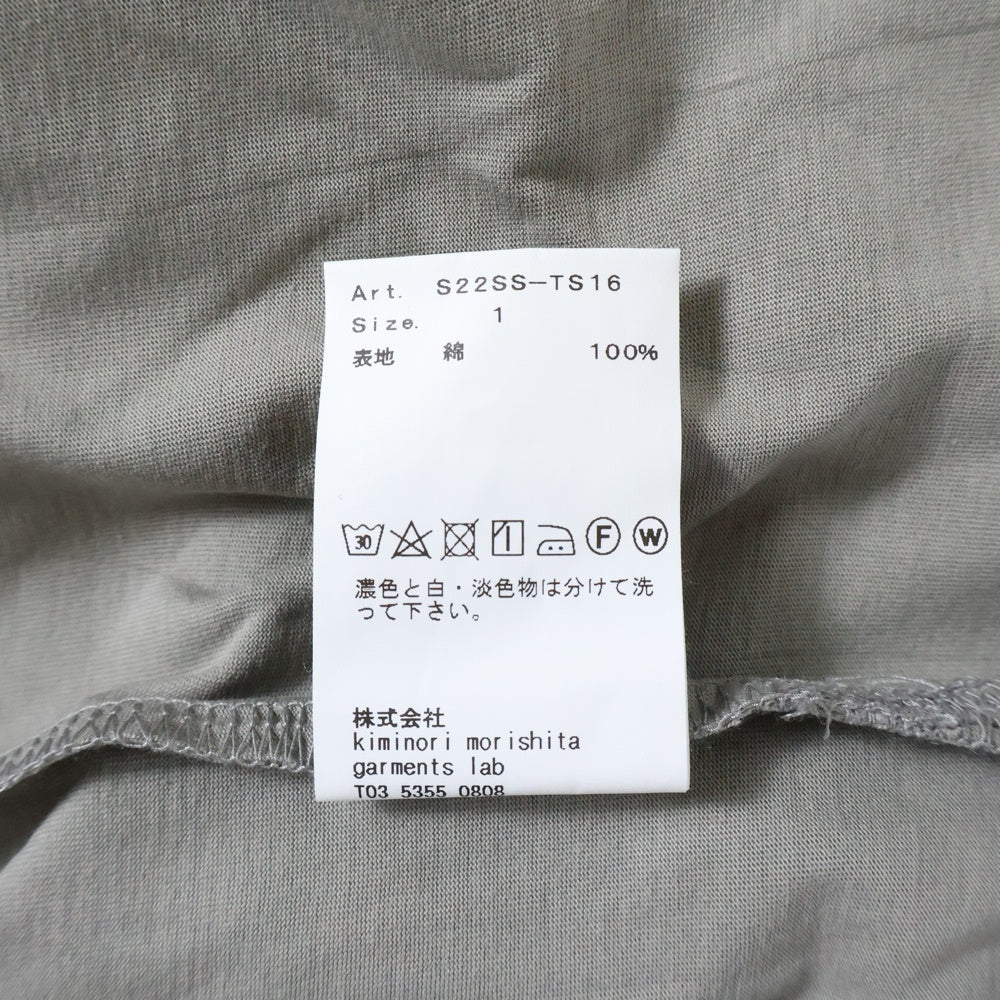 Art. S22SS-TS16
Size. 1
表地 綿 100%
30 F W
濃色と白・淡色物は分けて洗
って下さい。
株式会社
kiminori morishita
garments lab
T03 5355 0808